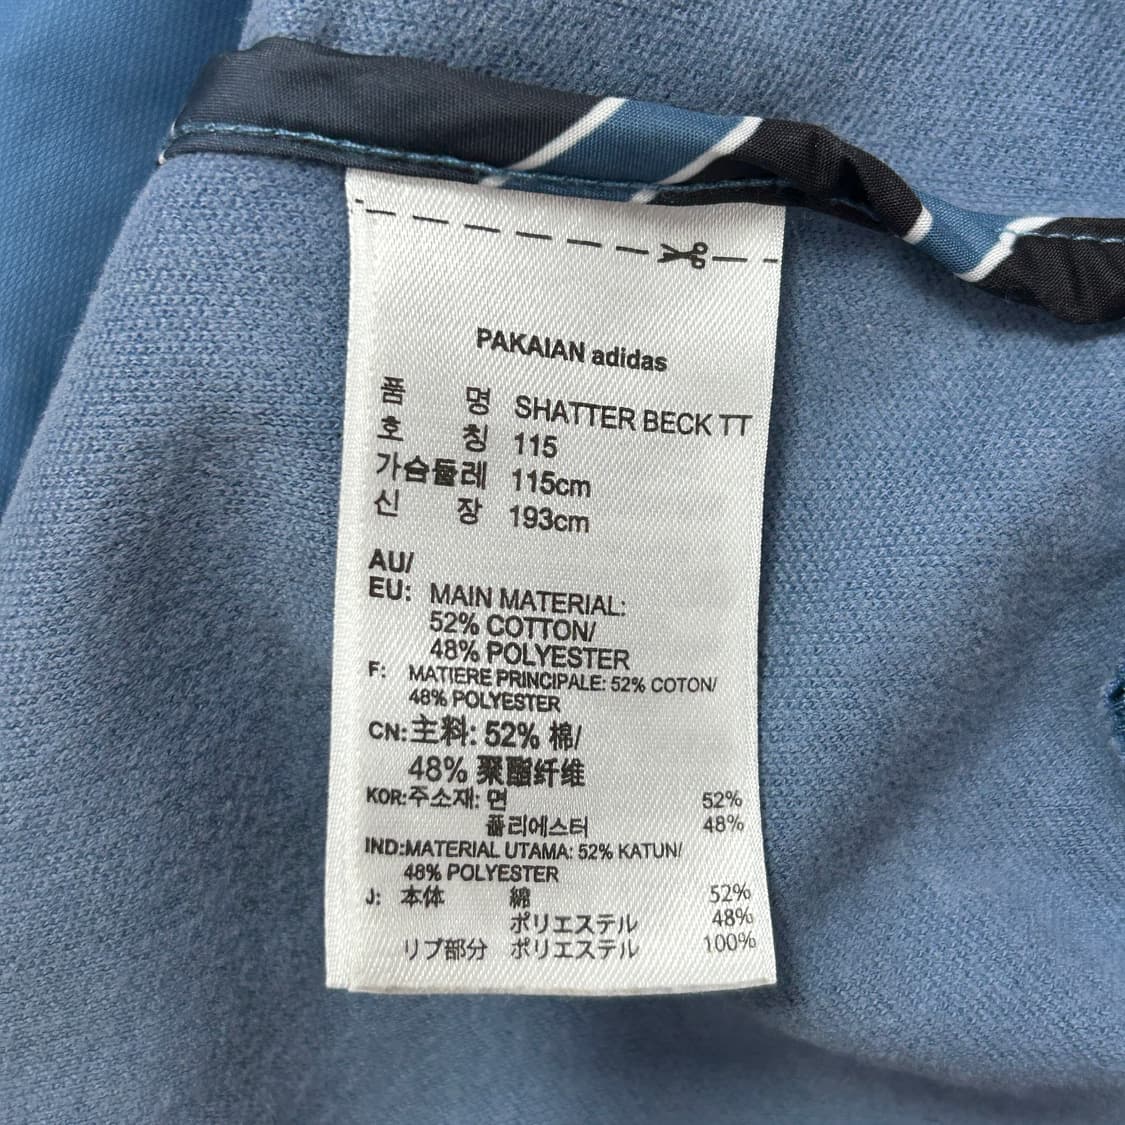 PAKAIAN adidas
품 명 SHATTER BECK TT
호 칭 115
가슴둘레 115cm
신 장 193cm
AU/
EU: MAIN MATERIAL:
52% COTTON/
48% POLYESTER
F: MATIERE PRINCIPALE: 52% COTON/
48% POLYESTER
CN:主料: 52% 棉/
48% 聚酯纤维
KOR:주소재: 면 52%
폴리에스터 48%
IND:MATERIAL UTAMA: 52% KATUN/
48% POLYESTER
J: 本体 綿 52%
ポリエステル 48%
リブ部分 ポリエステル 100%